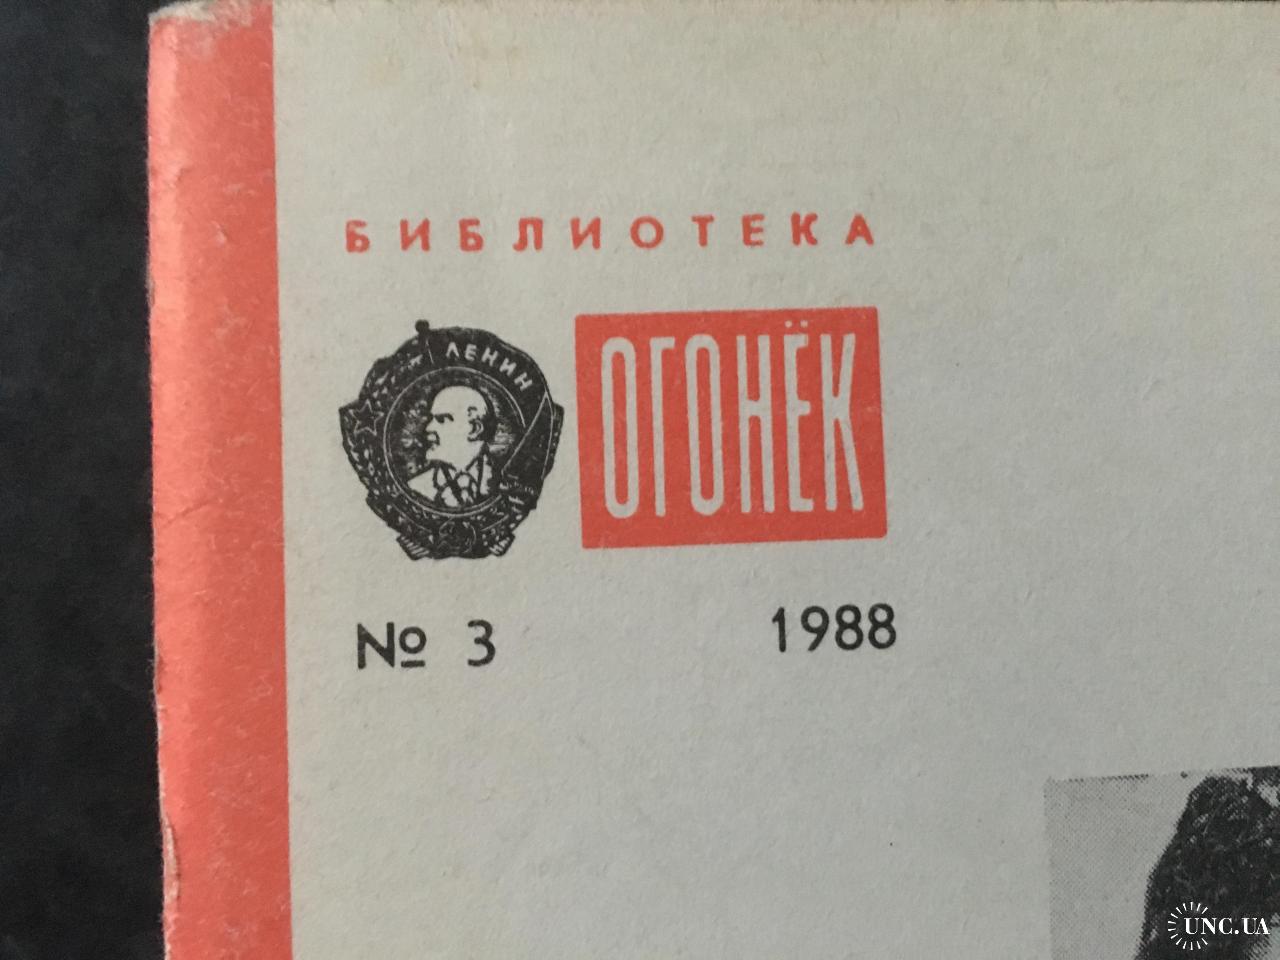 БИБЛИОТЕКА
ЛЕНИН
ОГОНЁК
№ 3 1988
UNC.UA